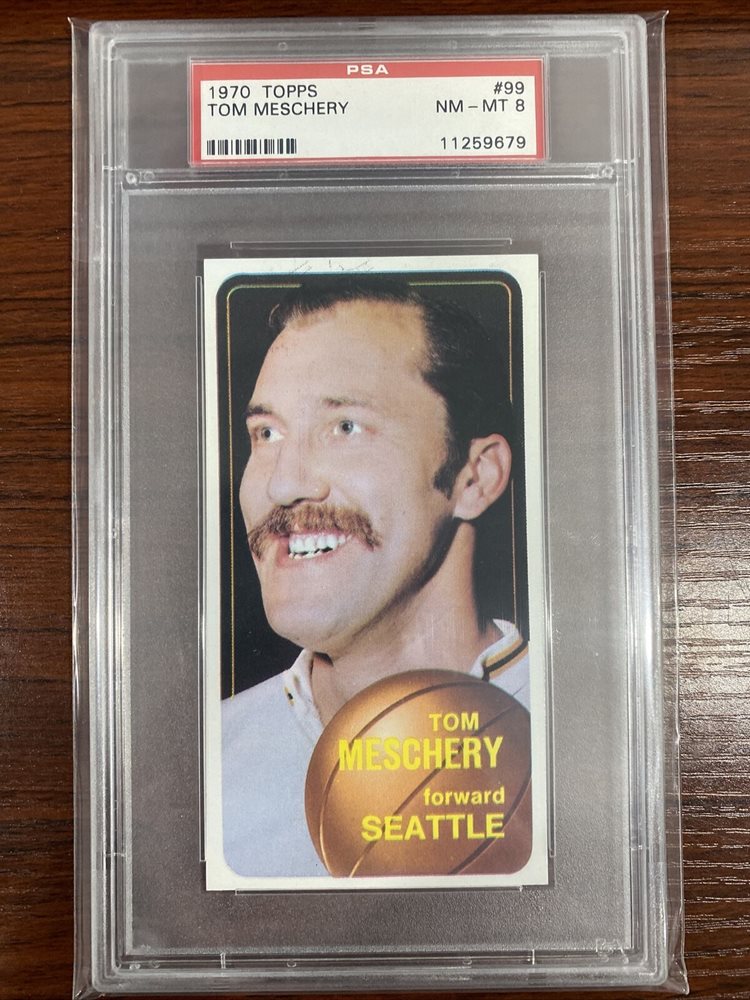 PSA
1970 TOPPS #99
TOM MESCHERY NM - MT 8
11259679
TOM
MESCHERY
forward
SEATTLE